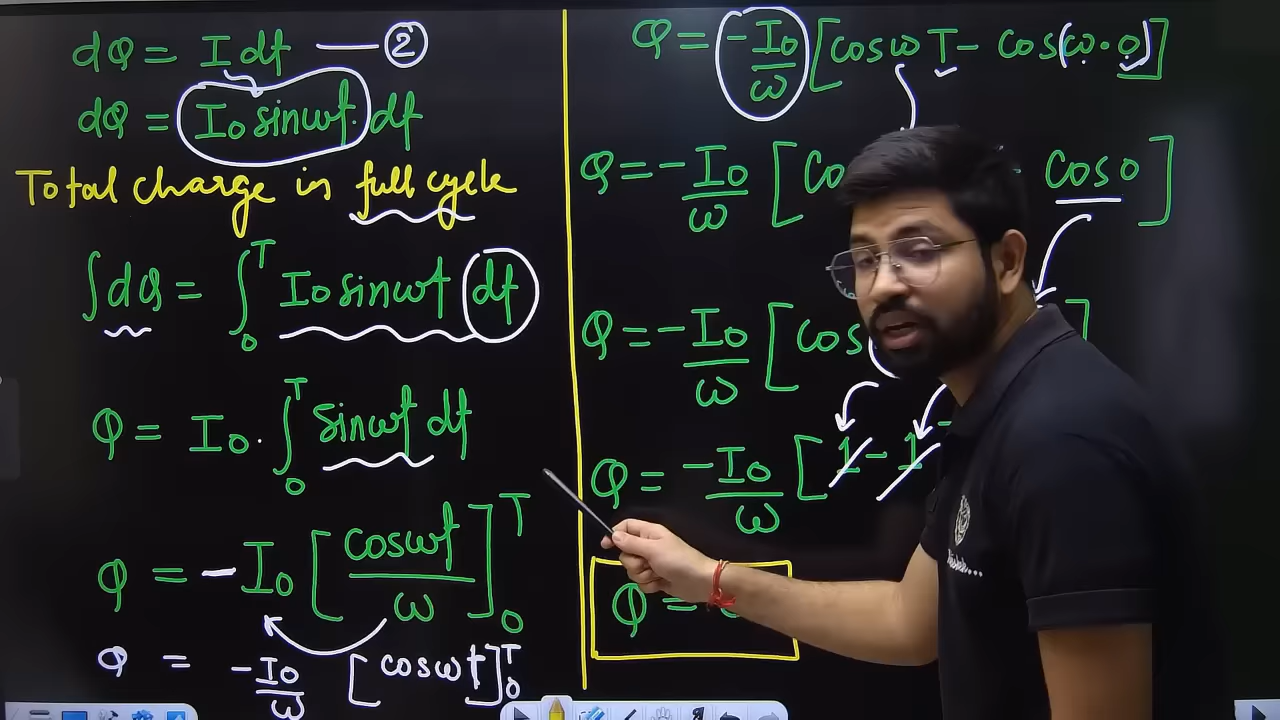 dQ = I dt —— ②
dQ = I₀ sinωt · dt
Total charge in full cycle
∫dQ = ∫₀ᵀ I₀ sinωt dt
Q = I₀ · ∫₀ᵀ sinωt dt
Q = - I₀ [cosωt / ω]₀ᵀ
Q = -I₀/ω [cosωt]₀ᵀ
Q = -I₀/ω [cosωT - cos(ω·0)]
Q = -I₀/ω [ - cos0]
Q = -I₀/ω [cos ]
Q = -I₀/ω [1 - 1
Q =